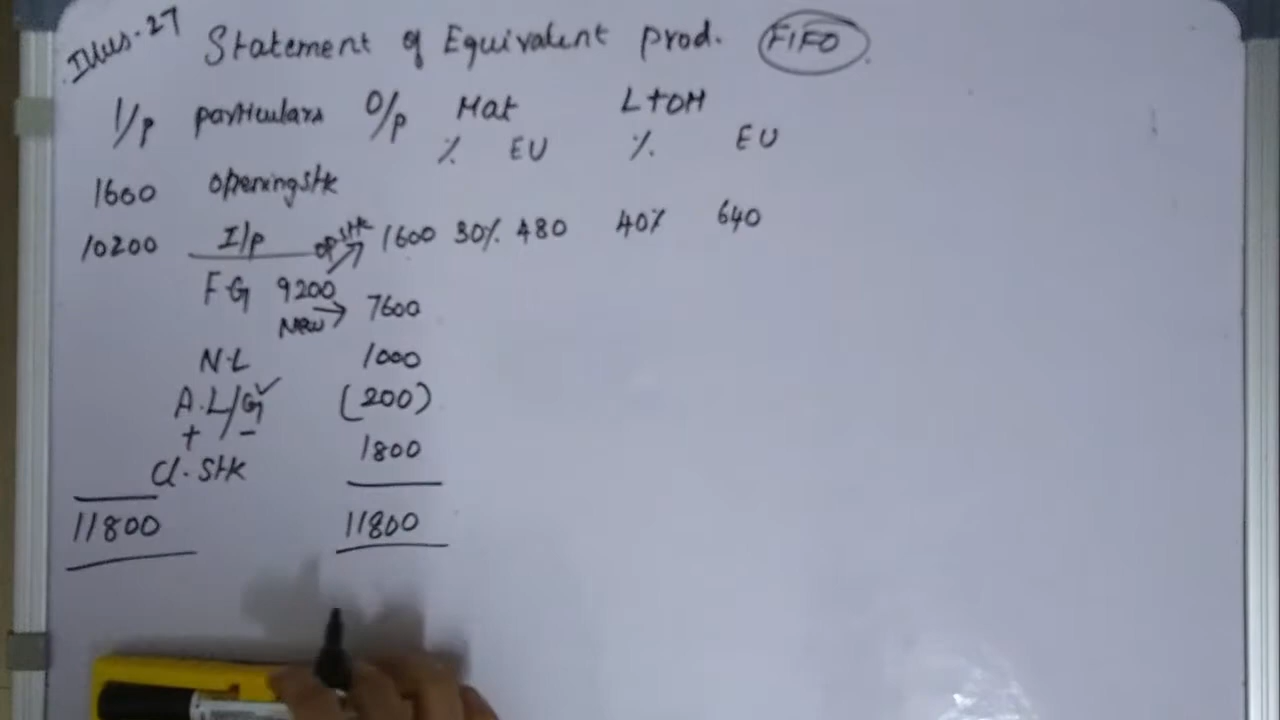 Illus-27 Statement of Equivalent prod. FIFO
I/p particulars O/p Mat L+OH
% EU % EU
1600 opening stk
10200 I/p op stk 1600 30% 480 40% 640
FG 9200
New 7600
N.L 1000
A.L/G ✓ (200)
+ -
Cl. Stk 1800
11800 11800